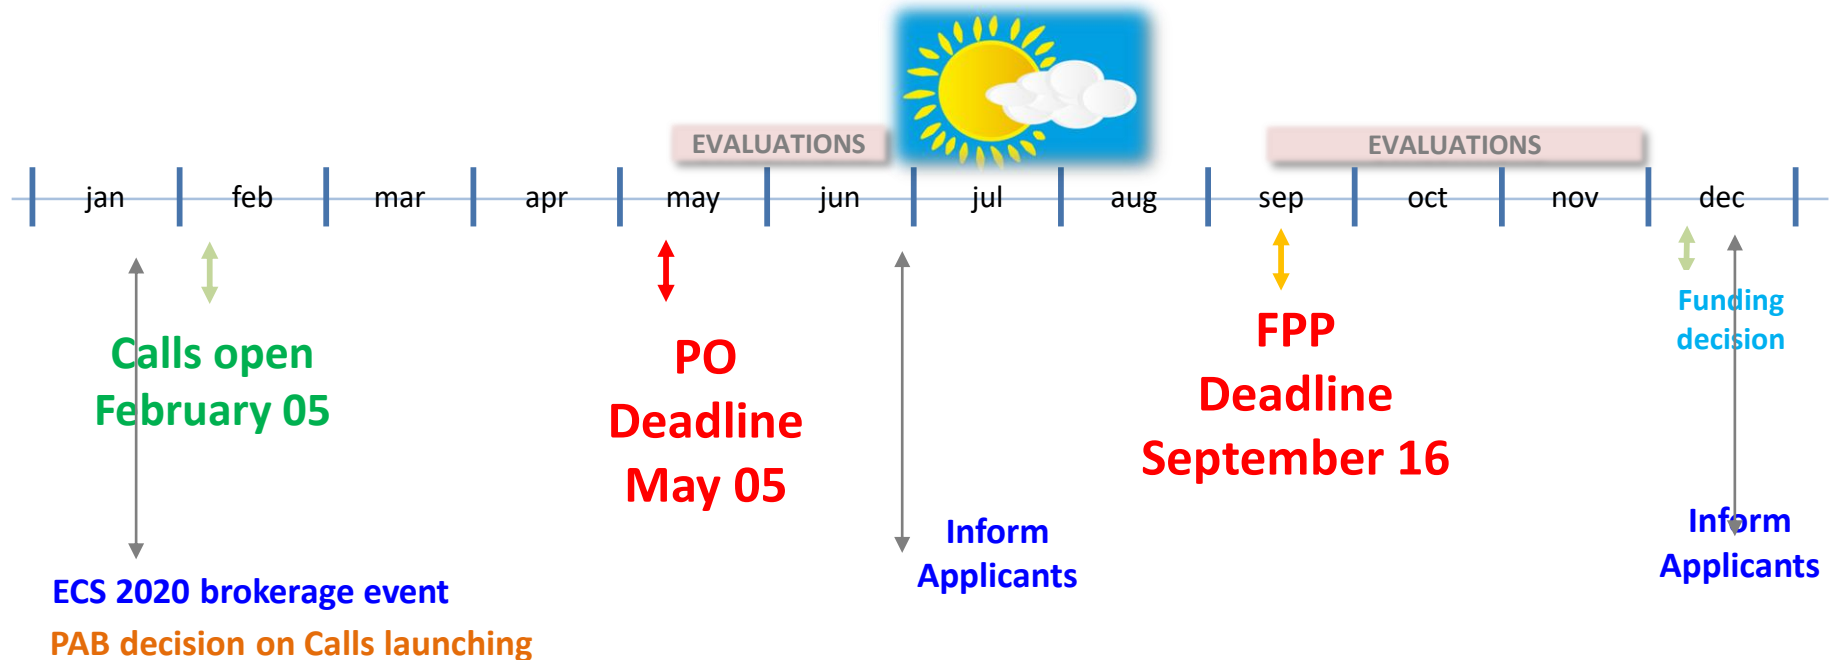 EVALUATIONS
EVALUATIONS
jan feb mar apr may jun jul aug sep oct nov dec
Calls open
February 05
PO
Deadline
May 05
FPP
Deadline
September 16
Funding
decision
Inform
Applicants
Inform
Applicants
ECS 2020 brokerage event
PAB decision on Calls launching